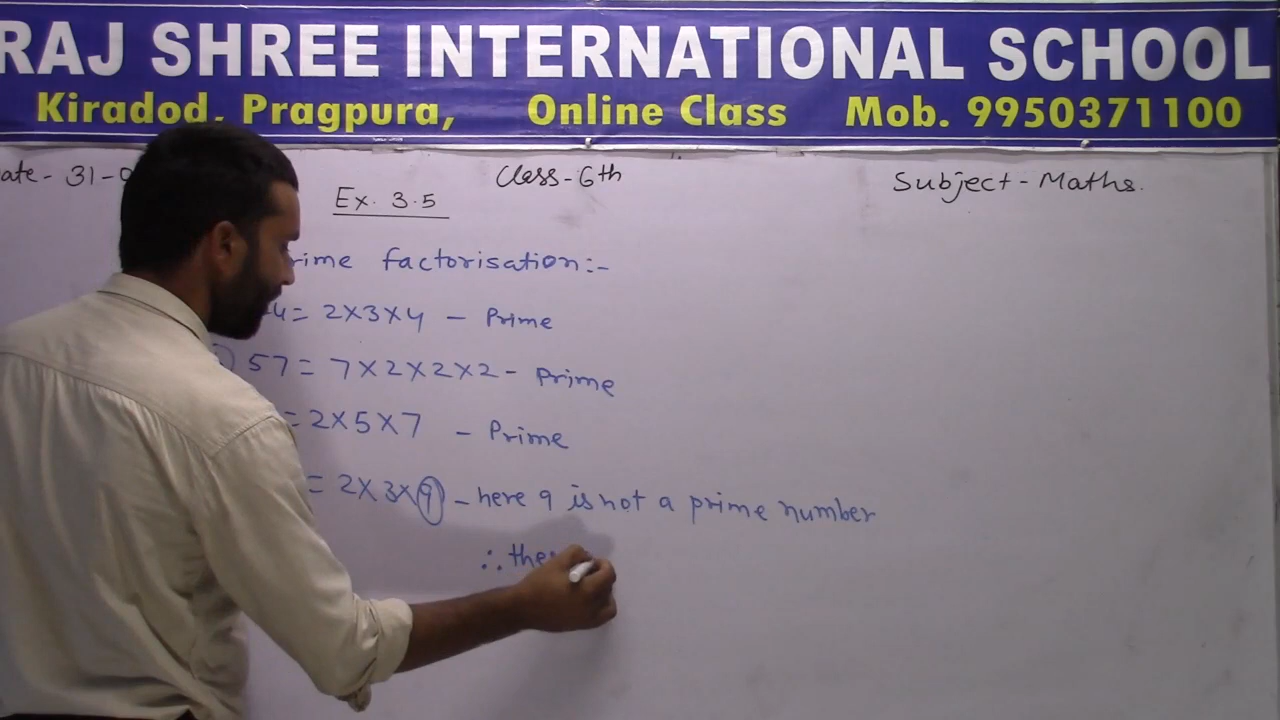 RAJ SHREE INTERNATIONAL SCHOOL
Kiradod, Pragpura, Online Class Mob. 9950371100
ate - 31-0 Class-6th Subject - Maths.
Ex. 3.5
rime factorisation:-
4= 2×3×4 - Prime
) 57 = 7×2×2×2 - Prime
= 2×5×7 - Prime
= 2×3×9 - here 9 is not a prime number
∴ the